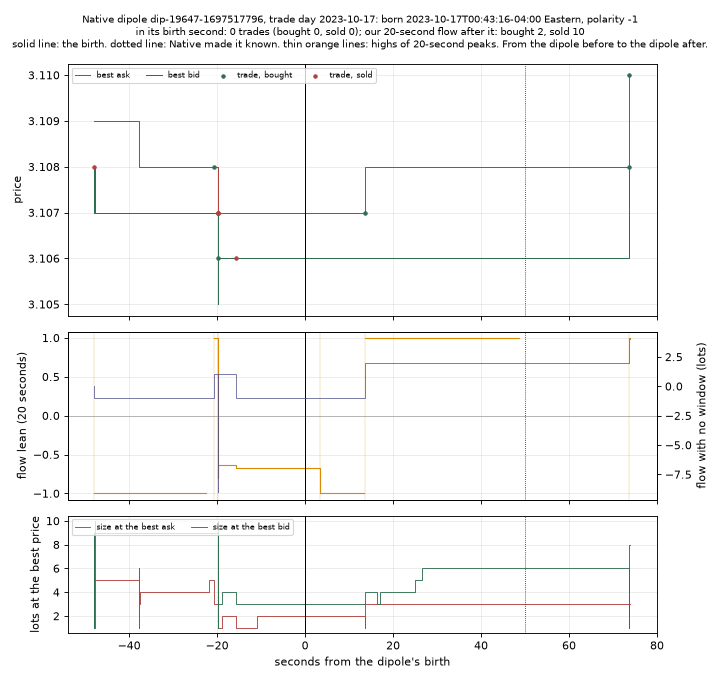 Native dipole dip-19647-1697517796, trade day 2023-10-17: born 2023-10-17T00:43:16-04:00 Eastern, polarity -1
in its birth second: 0 trades (bought 0, sold 0); our 20-second flow after it: bought 2, sold 10
solid line: the birth. dotted line: Native made it known. thin orange lines: highs of 20-second peaks. From the dipole before to the dipole after.
best ask best bid trade, bought trade, sold
3.110
3.109
3.108
3.107
3.106
3.105
price
1.0
0.5
0.0
−0.5
−1.0
flow lean (20 seconds)
2.5
0.0
−2.5
−5.0
−7.5
flow with no window (lots)
size at the best ask size at the best bid
10
8
6
4
2
lots at the best price
−40 −20 0 20 40 60 80
seconds from the dipole's birth